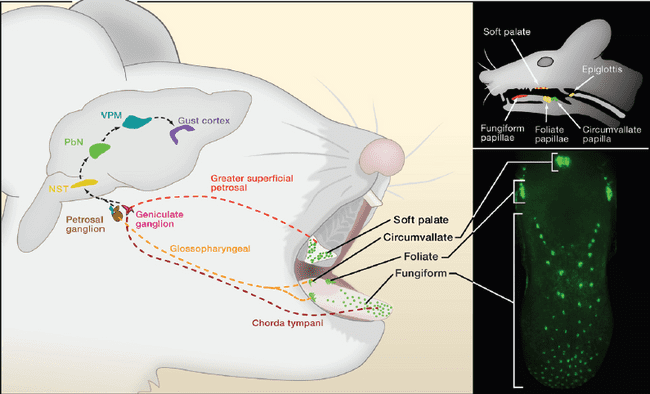 VPM
Gust cortex
PbN
NST
Petrosal
ganglion
Geniculate
ganglion
Greater superficial
petrosal
Glossopharyngeal
Chorda tympani
Soft palate
Circumvallate
Foliate
Fungiform
Soft palate
Epiglottis
Fungiform
papillae
Foliate
papillae
Circumvallate
papilla